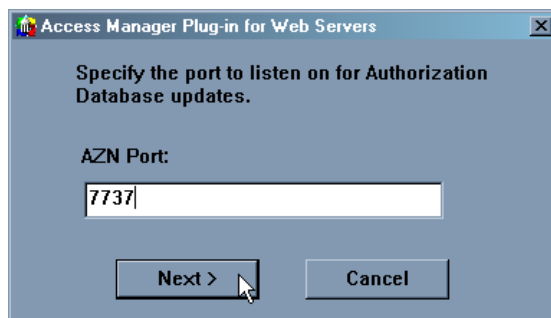 Access Manager Plug-in for Web Servers
Specify the port to listen on for Authorization
Database updates.
AZN Port:
7737
Next >
Cancel